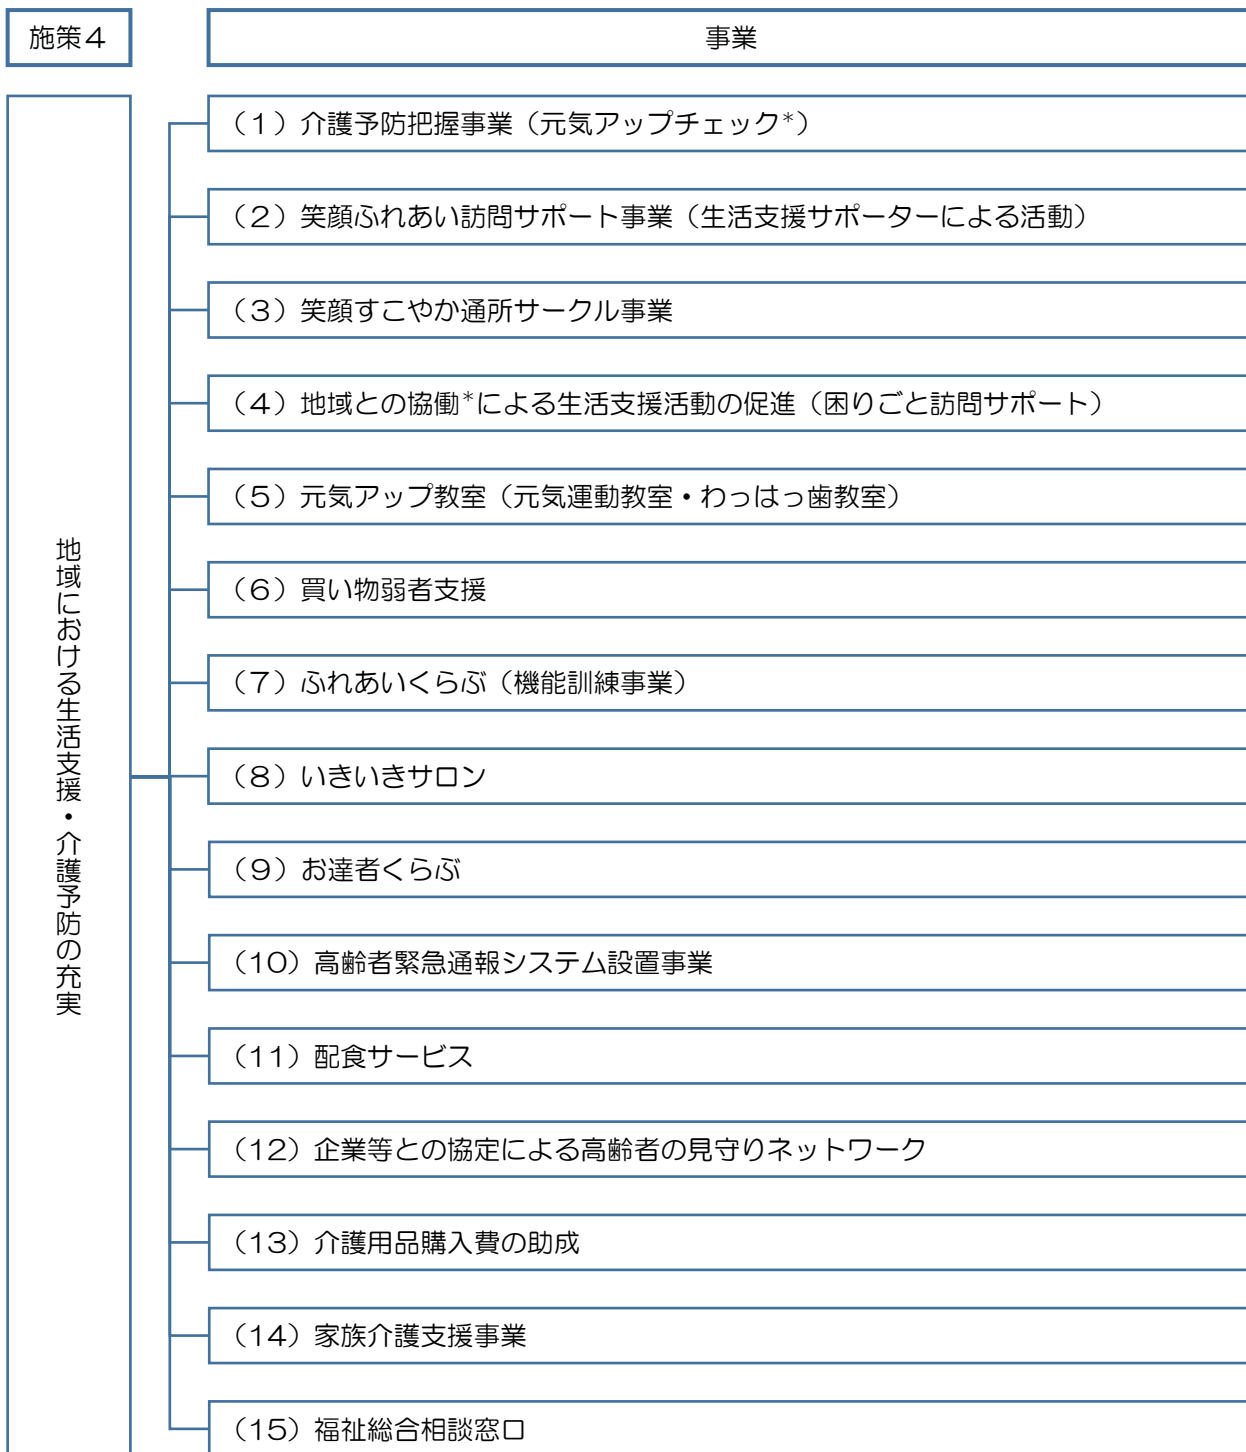 施策4
事業
地域における生活支援・介護予防の充実
（1）介護予防把握事業（元気アップチェック*）
（2）笑顔ふれあい訪問サポート事業（生活支援サポーターによる活動）
（3）笑顔すこやか通所サークル事業
（4）地域との協働*による生活支援活動の促進（困りごと訪問サポート）
（5）元気アップ教室（元気運動教室・わっはっ歯教室）
（6）買い物弱者支援
（7）ふれあいくらぶ（機能訓練事業）
（8）いきいきサロン
（9）お達者くらぶ
（10）高齢者緊急通報システム設置事業
（11）配食サービス
（12）企業等との協定による高齢者の見守りネットワーク
（13）介護用品購入費の助成
（14）家族介護支援事業
（15）福祉総合相談窓口